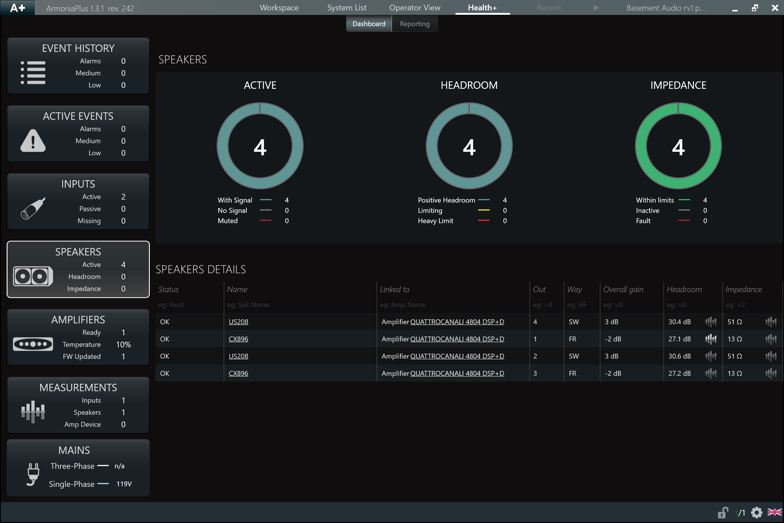 A+ ArmoniaPlus 1.3.1 rev. 242 Workspace System List Operator View Health+ Recent Basement Audio rv1.p...
Dashboard Reporting
EVENT HISTORY
Alarms 0
Medium 0
Low 0
ACTIVE EVENTS
Alarms 0
Medium 0
Low 0
INPUTS
Active 2
Passive 0
Missing 0
SPEAKERS
Active 4
Headroom 0
Impedance 0
AMPLIFIERS
Ready 1
Temperature 10%
FW Updated 1
MEASUREMENTS
Inputs 1
Speakers 1
Amp Device 0
MAINS
Three-Phase n/a
Single-Phase 119V
SPEAKERS
ACTIVE
4
With Signal 4
No Signal 0
Muted 0
HEADROOM
4
Positive Headroom 4
Limiting 0
Heavy Limit 0
IMPEDANCE
4
Within limits 4
Inactive 0
Fault 0
SPEAKERS DETAILS
Status Name Linked to Out Way Overall gain Headroom Impedance
eg: fault eg: Spk Name eg: Amp Name eg: >4 eg: HF eg: >0 eg: <0 eg: <2
OK US208 Amplifier QUATTROCANALI 4804 DSP+D 4 SW 3 dB 30.4 dB 51 Ω
OK CX896 Amplifier QUATTROCANALI 4804 DSP+D 1 FR -2 dB 27.1 dB 13 Ω
OK US208 Amplifier QUATTROCANALI 4804 DSP+D 2 SW 3 dB 30.6 dB 51 Ω
OK CX896 Amplifier QUATTROCANALI 4804 DSP+D 3 FR -2 dB 27.2 dB 13 Ω
1/1